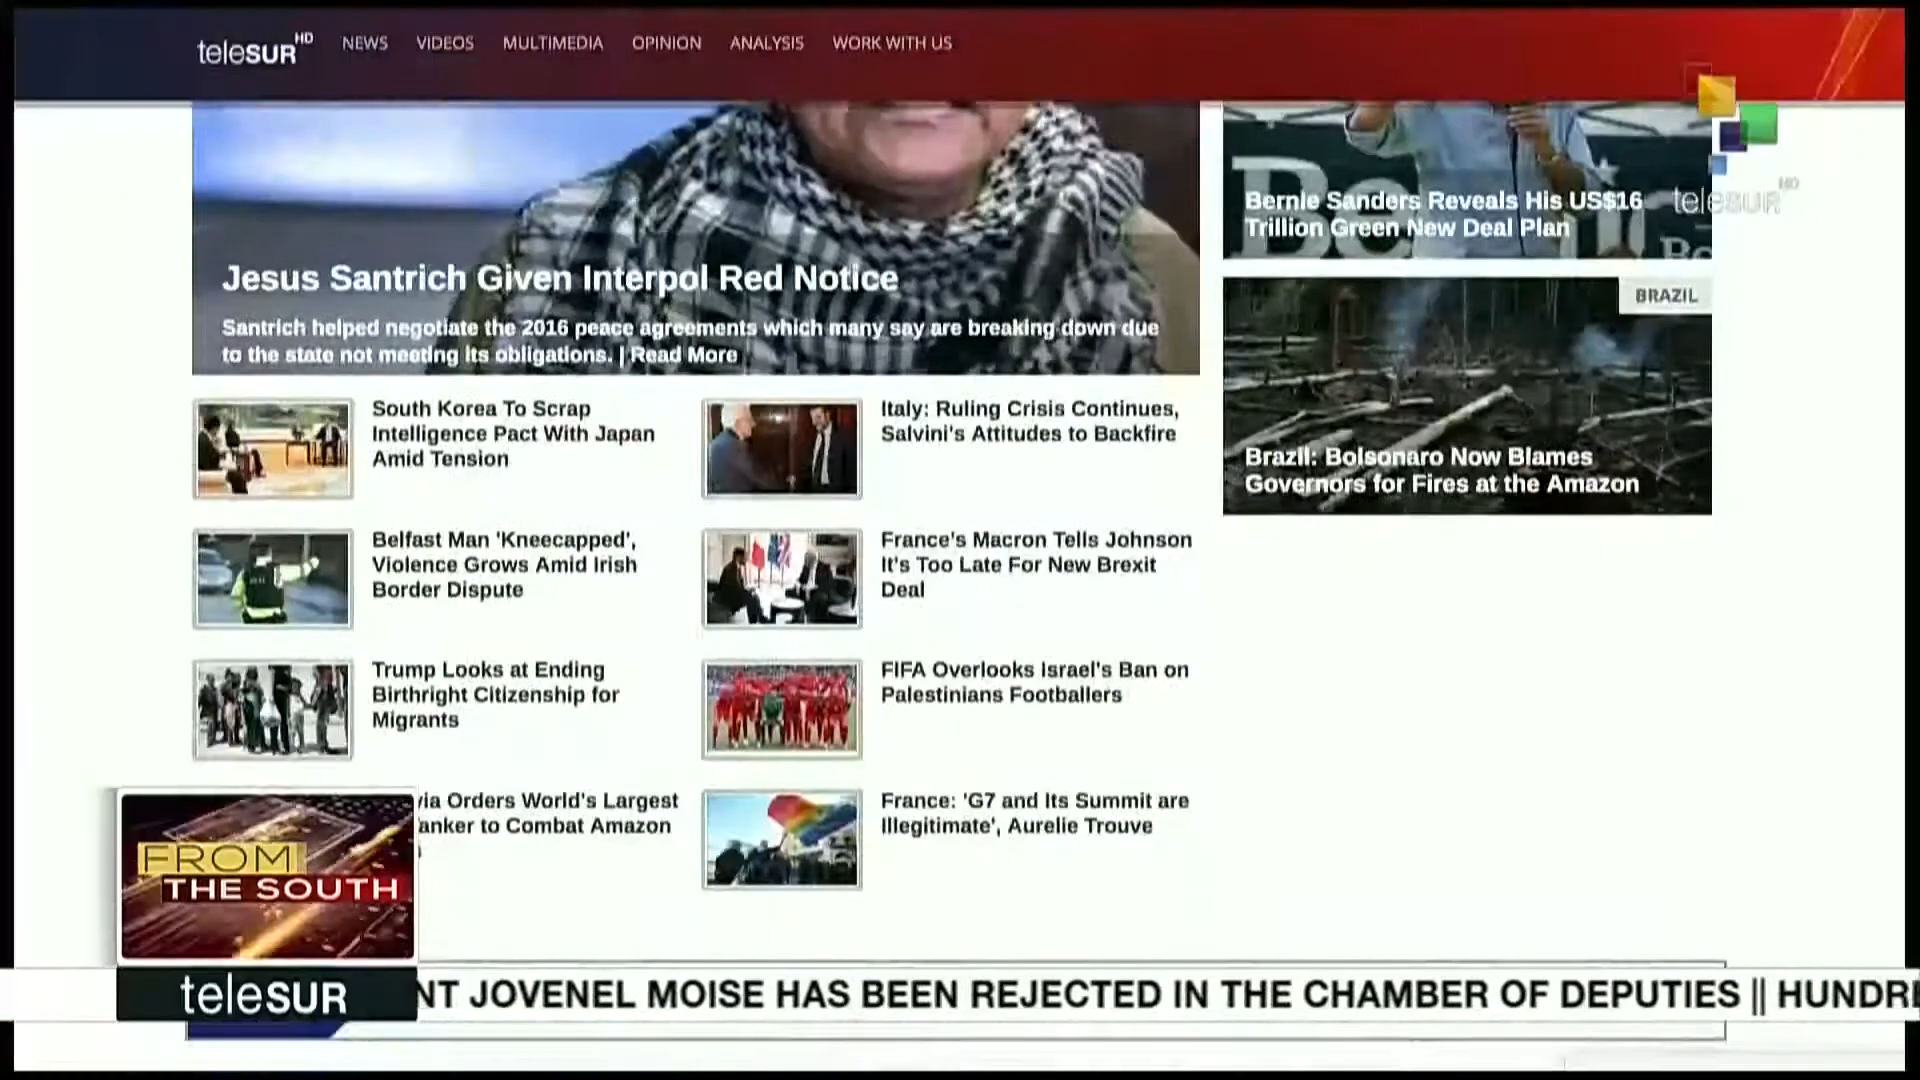 teleSUR HD
NEWS VIDEOS MULTIMEDIA OPINION ANALYSIS WORK WITH US
Jesus Santrich Given Interpol Red Notice
Santrich helped negotiate the 2016 peace agreements which many say are breaking down due
to the state not meeting its obligations. | Read More
Be
Bernie Sanders Reveals His US$16
Trillion Green New Deal Plan
Be
teleSUR HD
BRAZIL
Brazil: Bolsonaro Now Blames
Governors for Fires at the Amazon
South Korea To Scrap
Intelligence Pact With Japan
Amid Tension
Italy: Ruling Crisis Continues,
Salvini's Attitudes to Backfire
Belfast Man 'Kneecapped',
Violence Grows Amid Irish
Border Dispute
France's Macron Tells Johnson
It's Too Late For New Brexit
Deal
Trump Looks at Ending
Birthright Citizenship for
Migrants
FIFA Overlooks Israel's Ban on
Palestinians Footballers
via Orders World's Largest
anker to Combat Amazon
France: 'G7 and Its Summit are
Illegitimate', Aurelie Trouve
FROM
THE SOUTH
teleSUR
NT JOVENEL MOISE HAS BEEN REJECTED IN THE CHAMBER OF DEPUTIES || HUNDR